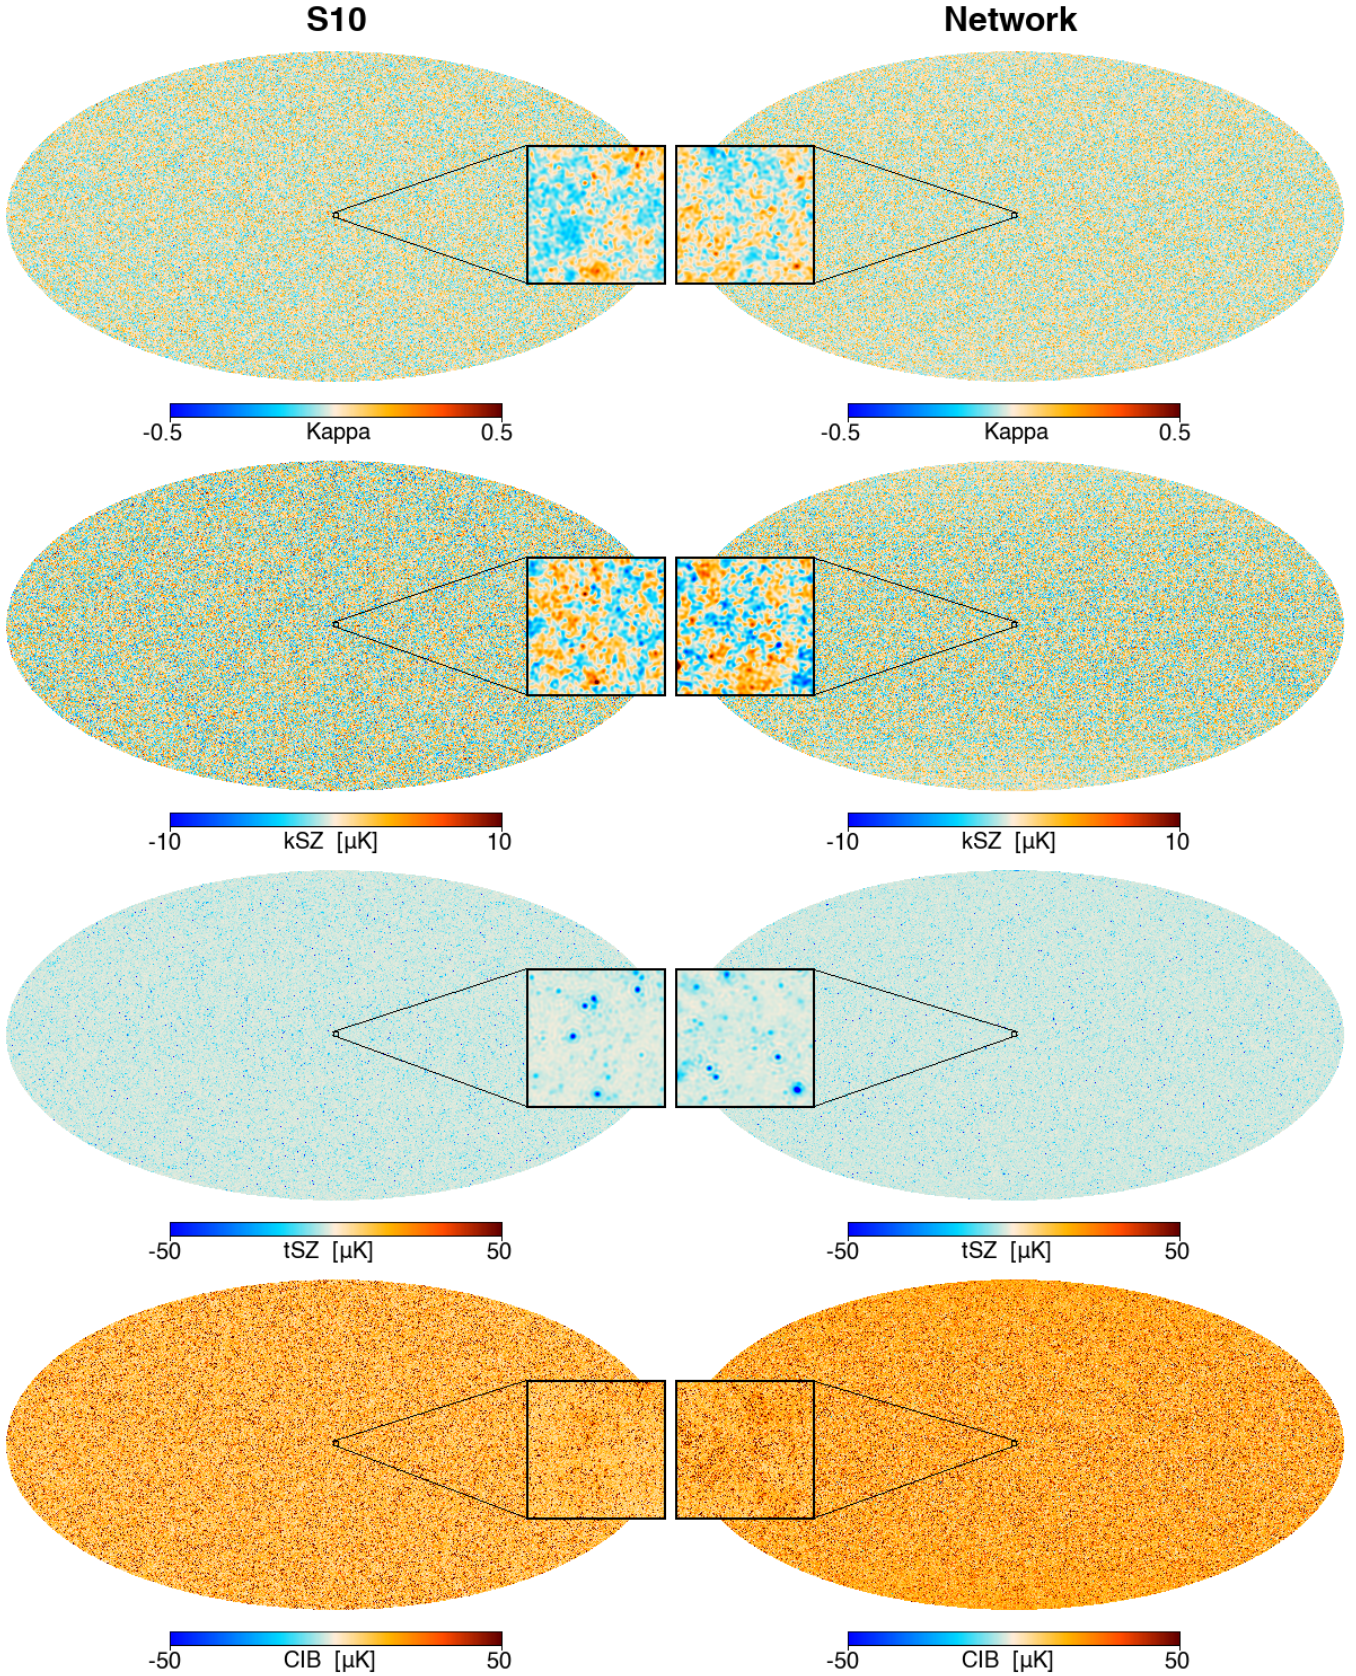 S10 Network
-0.5 Kappa 0.5 -0.5 Kappa 0.5
-10 kSZ [µK] 10 -10 kSZ [µK] 10
-50 tSZ [µK] 50 -50 tSZ [µK] 50
-50 CIB [µK] 50 -50 CIB [µK] 50